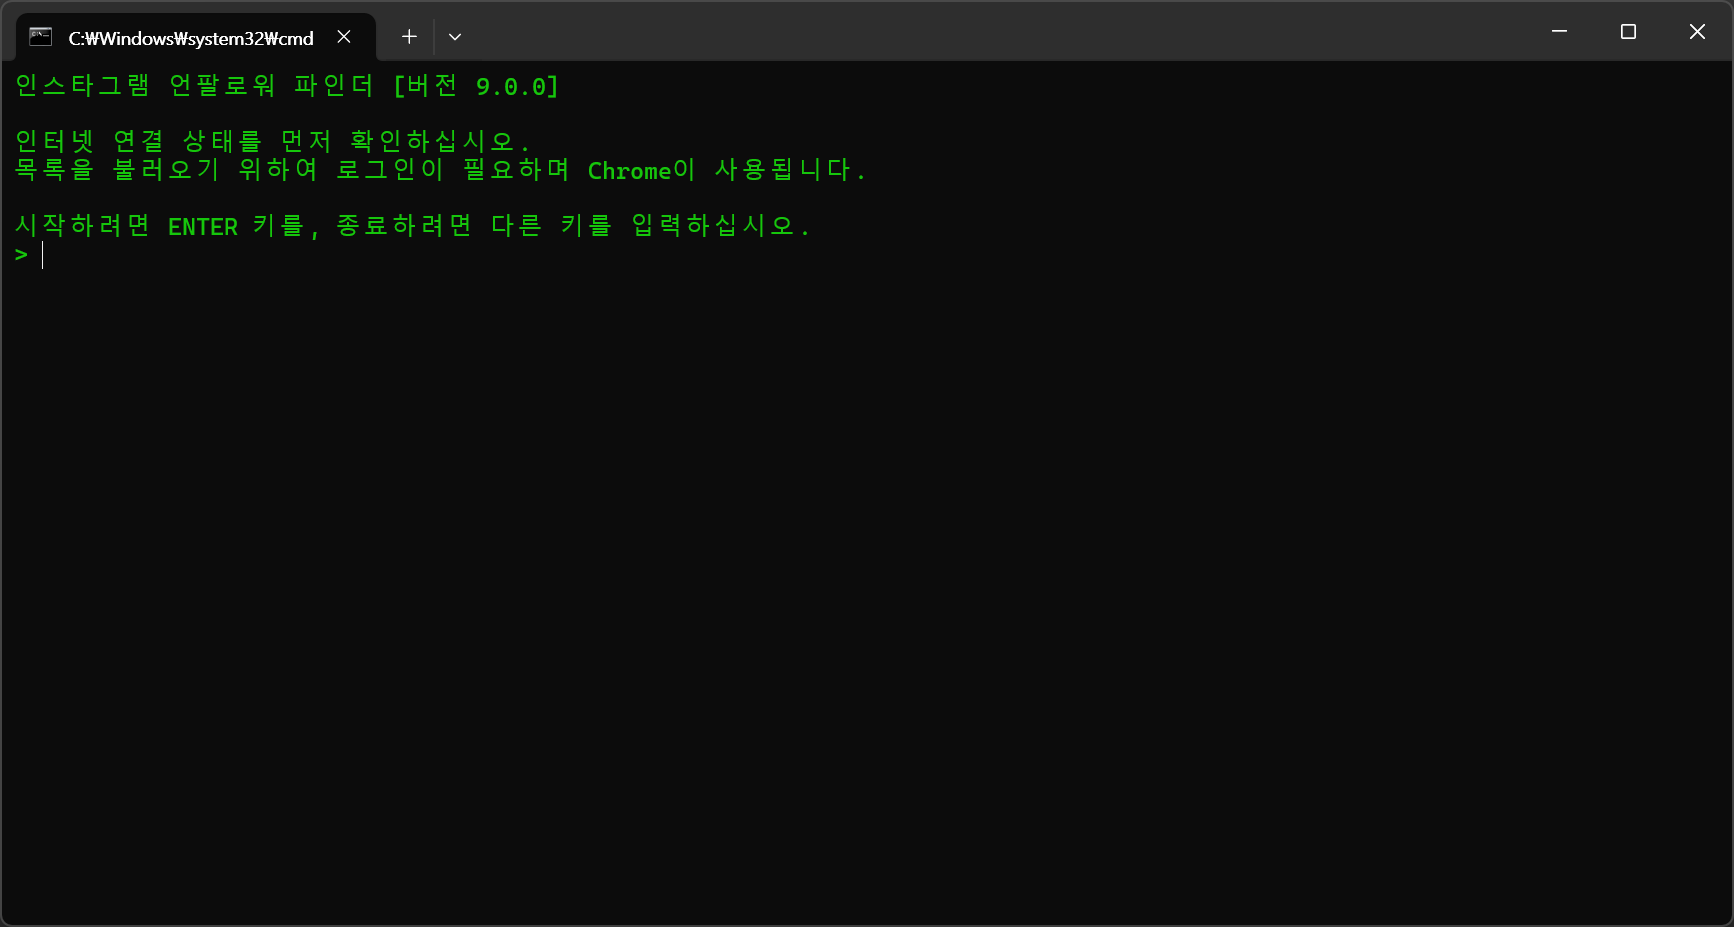 C:₩Windows₩system32₩cmd
인스타그램 언팔로워 파인더 [버전 9.0.0]
인터넷 연결 상태를 먼저 확인하십시오.
목록을 불러오기 위하여 로그인이 필요하며 Chrome이 사용됩니다.
시작하려면 ENTER 키를, 종료하려면 다른 키를 입력하십시오.
>